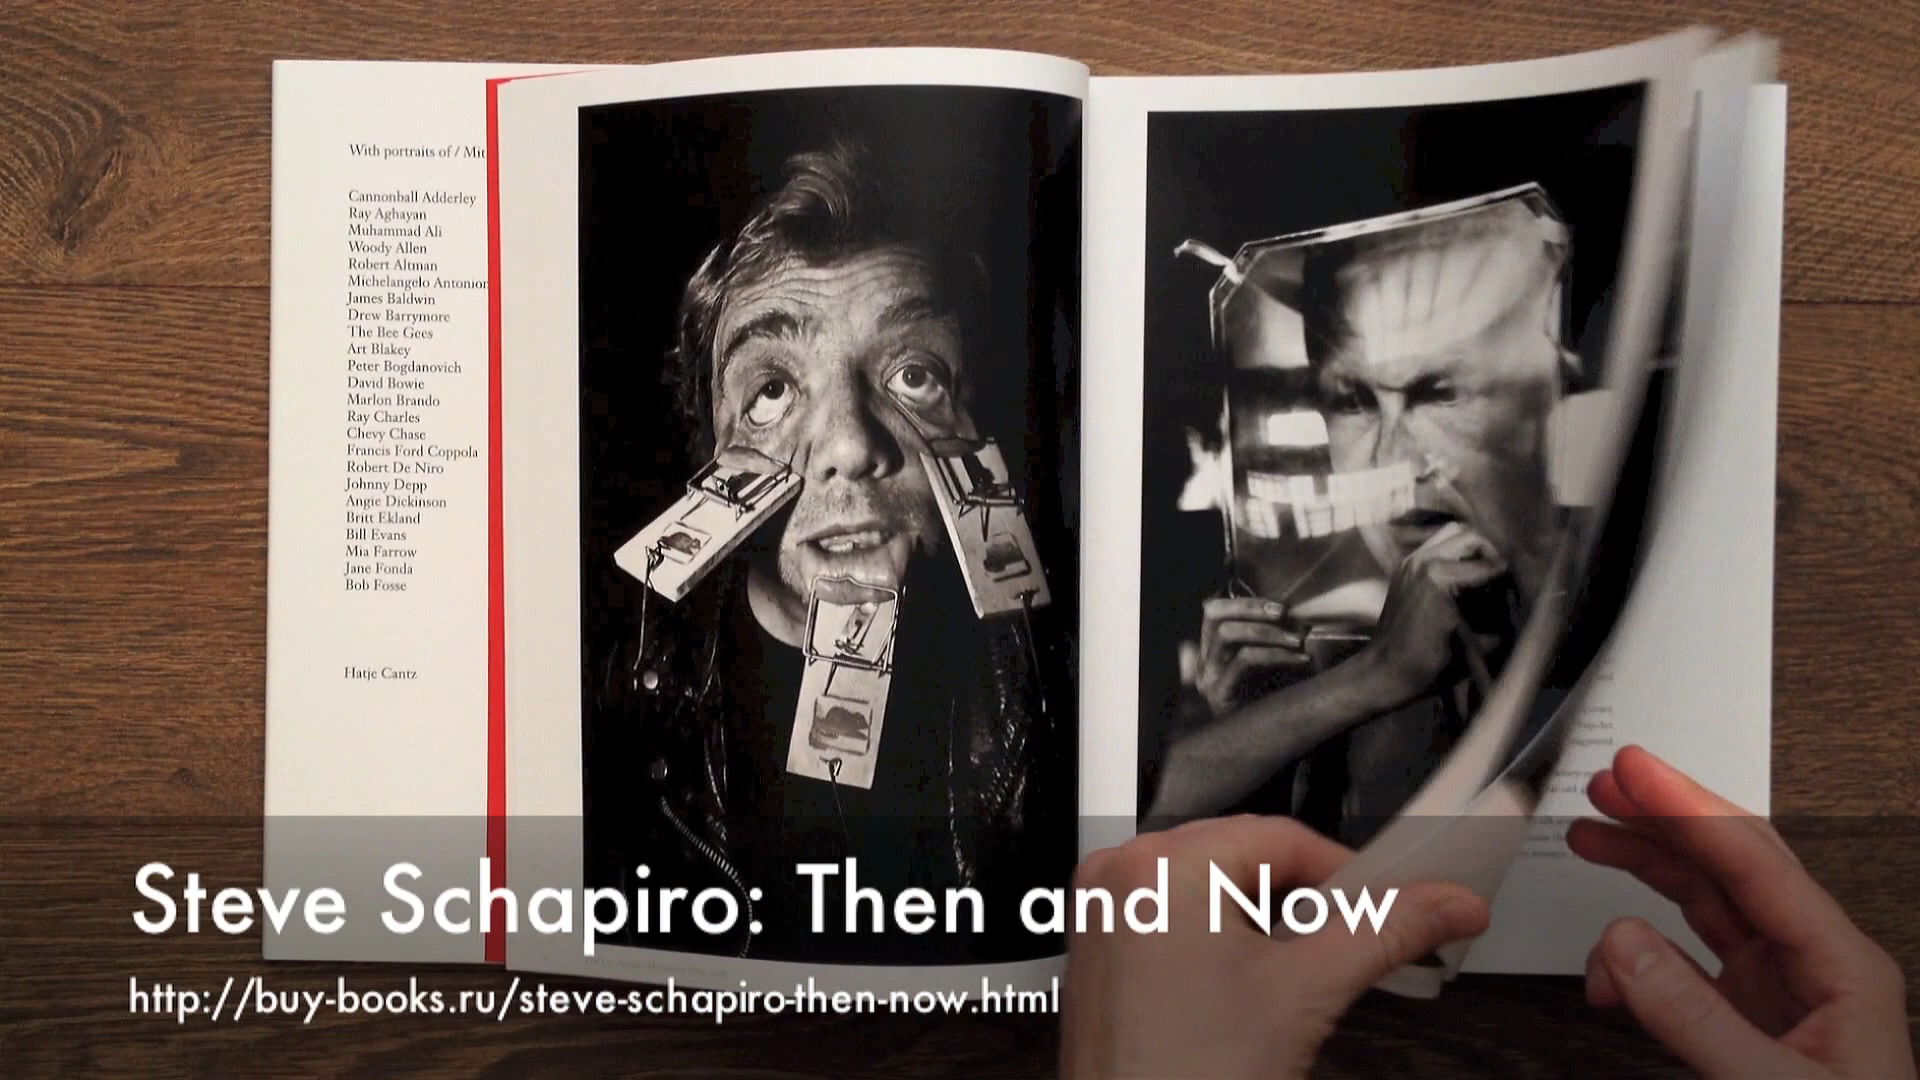 With portraits of / Mit
Cannonball Adderley
Ray Aghayan
Muhammad Ali
Woody Allen
Robert Altman
Michelangelo Antonion
James Baldwin
Drew Barrymore
The Bee Gees
Art Blakey
Peter Bogdanovich
David Bowie
Marlon Brando
Ray Charles
Chevy Chase
Francis Ford Coppola
Robert De Niro
Johnny Depp
Angie Dickinson
Britt Ekland
Bill Evans
Mia Farrow
Jane Fonda
Bob Fosse
Hatje Cantz
Steve Schapiro: Then and Now
http://buy-books.ru/steve-schapiro-then-now.html